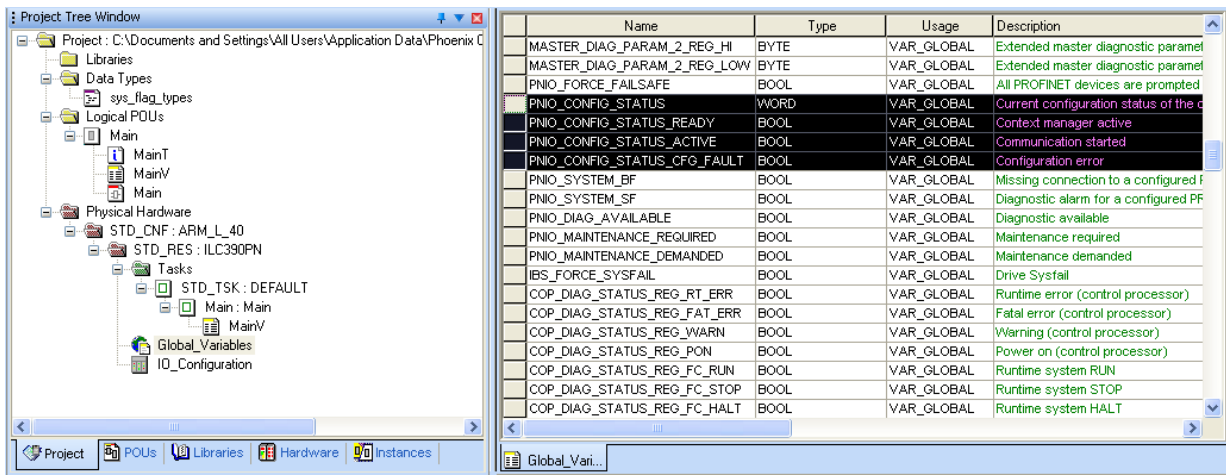 Project Tree Window
Project : C:\Documents and Settings\All Users\Application Data\Phoenix C
Libraries
Data Types
sys_flag_types
Logical POUs
Main
MainT
MainV
Main
Physical Hardware
STD_CNF : ARM_L_40
STD_RES : ILC390PN
Tasks
STD_TSK : DEFAULT
Main : Main
MainV
Global_Variables
IO_Configuration
Project POUs Libraries Hardware Instances
Name Type Usage Description
MASTER_DIAG_PARAM_2_REG_HI BYTE VAR_GLOBAL Extended master diagnostic paramet
MASTER_DIAG_PARAM_2_REG_LOW BYTE VAR_GLOBAL Extended master diagnostic paramet
PNIO_FORCE_FAILSAFE BOOL VAR_GLOBAL All PROFINET devices are prompted
PNIO_CONFIG_STATUS WORD VAR_GLOBAL Current configuration status of the c
PNIO_CONFIG_STATUS_READY BOOL VAR_GLOBAL Context manager active
PNIO_CONFIG_STATUS_ACTIVE BOOL VAR_GLOBAL Communication started
PNIO_CONFIG_STATUS_CFG_FAULT BOOL VAR_GLOBAL Configuration error
PNIO_SYSTEM_BF BOOL VAR_GLOBAL Missing connection to a configured P
PNIO_SYSTEM_SF BOOL VAR_GLOBAL Diagnostic alarm for a configured PR
PNIO_DIAG_AVAILABLE BOOL VAR_GLOBAL Diagnostic available
PNIO_MAINTENANCE_REQUIRED BOOL VAR_GLOBAL Maintenance required
PNIO_MAINTENANCE_DEMANDED BOOL VAR_GLOBAL Maintenance demanded
IBS_FORCE_SYSFAIL BOOL VAR_GLOBAL Drive Sysfail
COP_DIAG_STATUS_REG_RT_ERR BOOL VAR_GLOBAL Runtime error (control processor)
COP_DIAG_STATUS_REG_FAT_ERR BOOL VAR_GLOBAL Fatal error (control processor)
COP_DIAG_STATUS_REG_WARN BOOL VAR_GLOBAL Warning (control processor)
COP_DIAG_STATUS_REG_PON BOOL VAR_GLOBAL Power on (control processor)
COP_DIAG_STATUS_REG_FC_RUN BOOL VAR_GLOBAL Runtime system RUN
COP_DIAG_STATUS_REG_FC_STOP BOOL VAR_GLOBAL Runtime system STOP
COP_DIAG_STATUS_REG_FC_HALT BOOL VAR_GLOBAL Runtime system HALT
Global_Vari...